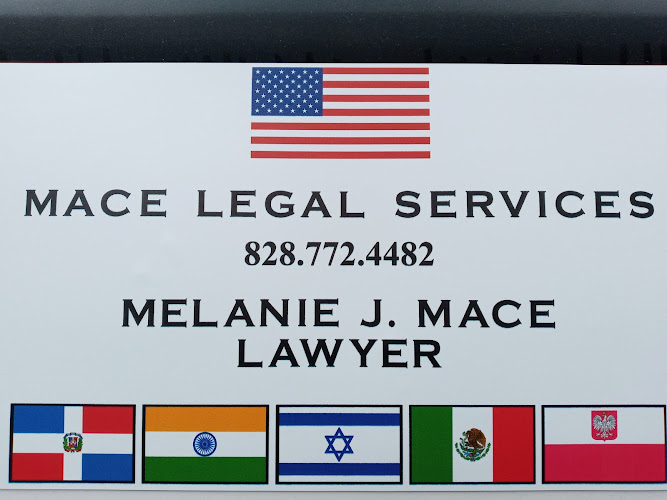 MACE LEGAL SERVICES
828.772.4482
MELANIE J. MACE
LAWYER